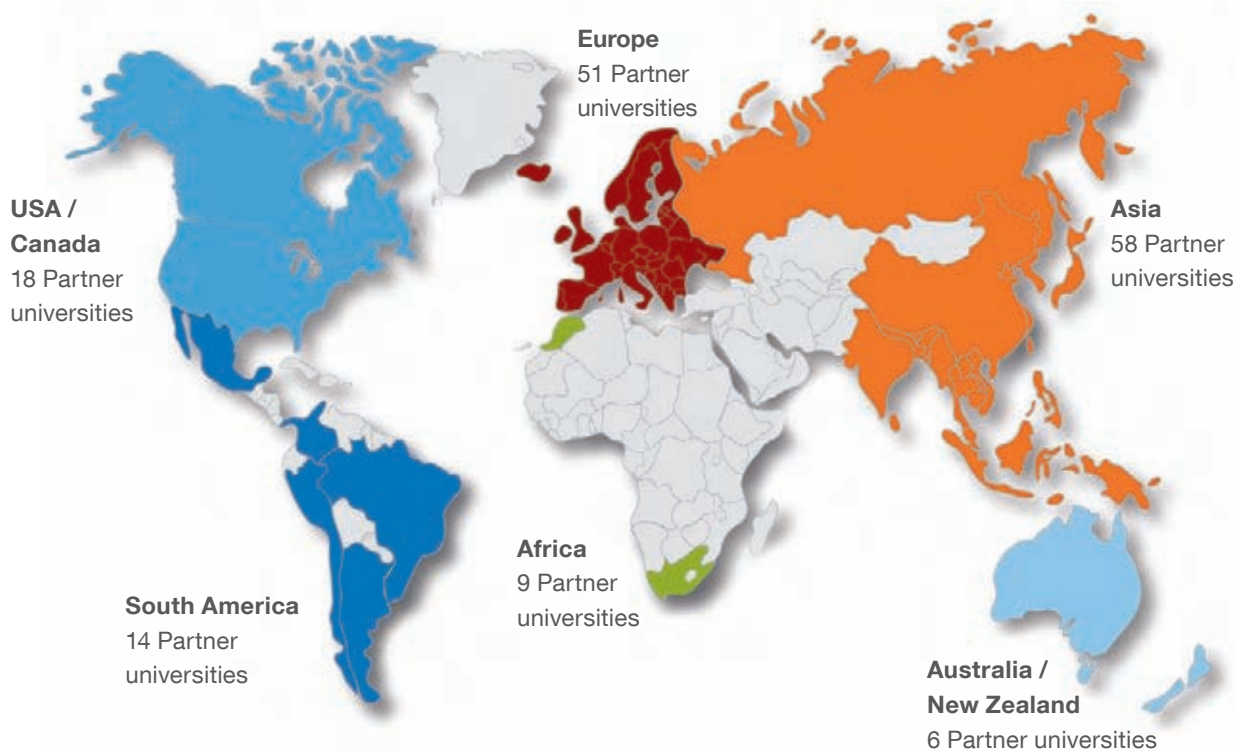 Europe
51 Partner
universities
USA /
Canada
18 Partner
universities
Asia
58 Partner
universities
Africa
9 Partner
universities
South America
14 Partner
universities
Australia /
New Zealand
6 Partner universities